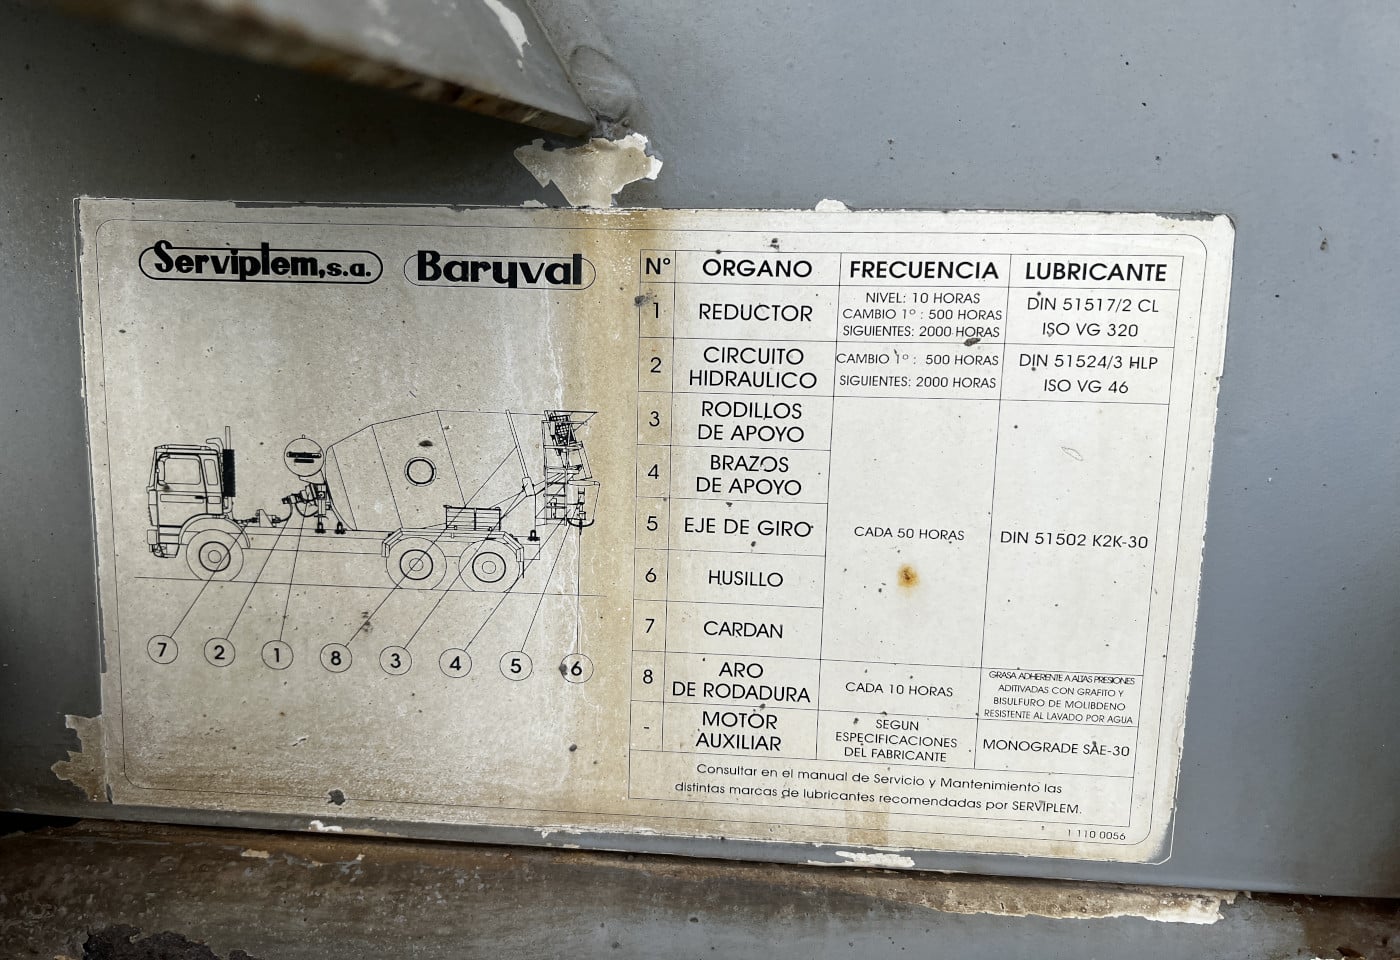 Serviplem,s.a. Baryval
Nº ORGANO FRECUENCIA LUBRICANTE
1 REDUCTOR
NIVEL: 10 HORAS
CAMBIO 1º : 500 HORAS
SIGUIENTES: 2000 HORAS
DIN 51517/2 CL
ISO VG 320
2 CIRCUITO
HIDRAULICO
CAMBIO 1º : 500 HORAS
SIGUIENTES: 2000 HORAS
DIN 51524/3 HLP
ISO VG 46
3 RODILLOS
DE APOYO
4 BRAZOS
DE APOYO
5 EJE DE GIRO
6 HUSILLO
7 CARDAN
CADA 50 HORAS
DIN 51502 K2K-30
8 ARO
DE RODADURA
CADA 10 HORAS
GRASA ADHERENTE A ALTAS PRESIONES
ADITIVADAS CON GRAFITO Y
BISULFURO DE MOLIBDENO
RESISTENTE AL LAVADO POR AGUA
- MOTOR
AUXILIAR
SEGUN
ESPECIFICACIONES
DEL FABRICANTE
MONOGRADE SAE-30
Consultar en el manual de Servicio y Mantenimiento las
distintas marcas de lubricantes recomendadas por SERVIPLEM.
1 110 0056
7 2 1 8 3 4 5 6